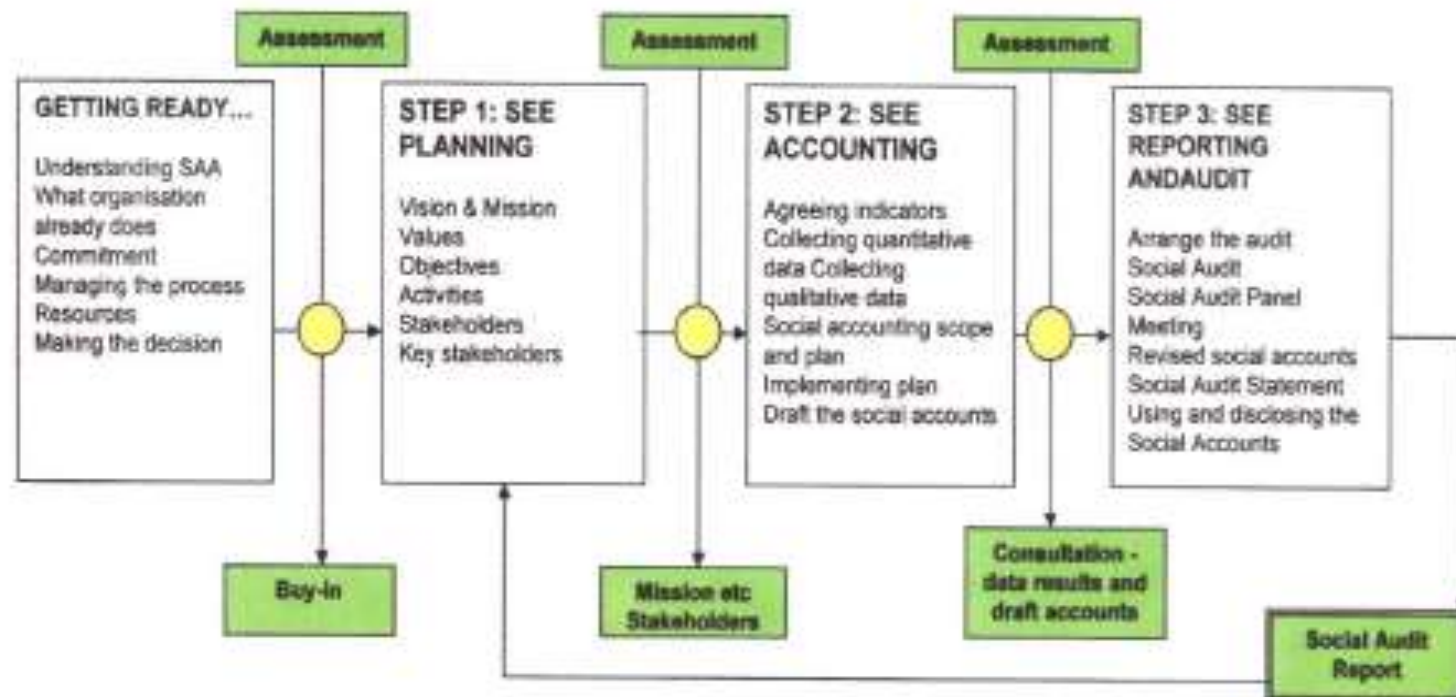 Assessment
Assessment
Assessment
GETTING READY...
Understanding SAA
What organisation
already does
Commitment
Managing the process
Resources
Making the decision
STEP 1: SEE
PLANNING
Vision & Mission
Values
Objectives
Activities
Stakeholders
Key stakeholders
STEP 2: SEE
ACCOUNTING
Agreeing indicators
Collecting quantitative
data Collecting
qualitative data
Social accounting scope
and plan
Implementing plan
Draft the social accounts
STEP 3: SEE
REPORTING
ANDAUDIT
Arrange the audit
Social Audit
Social Audit Panel
Meeting
Revised social accounts
Social Audit Statement
Using and disclosing the
Social Accounts
Buy-in
Mission etc
Stakeholders
Consultation -
data results and
draft accounts
Social Audit
Report